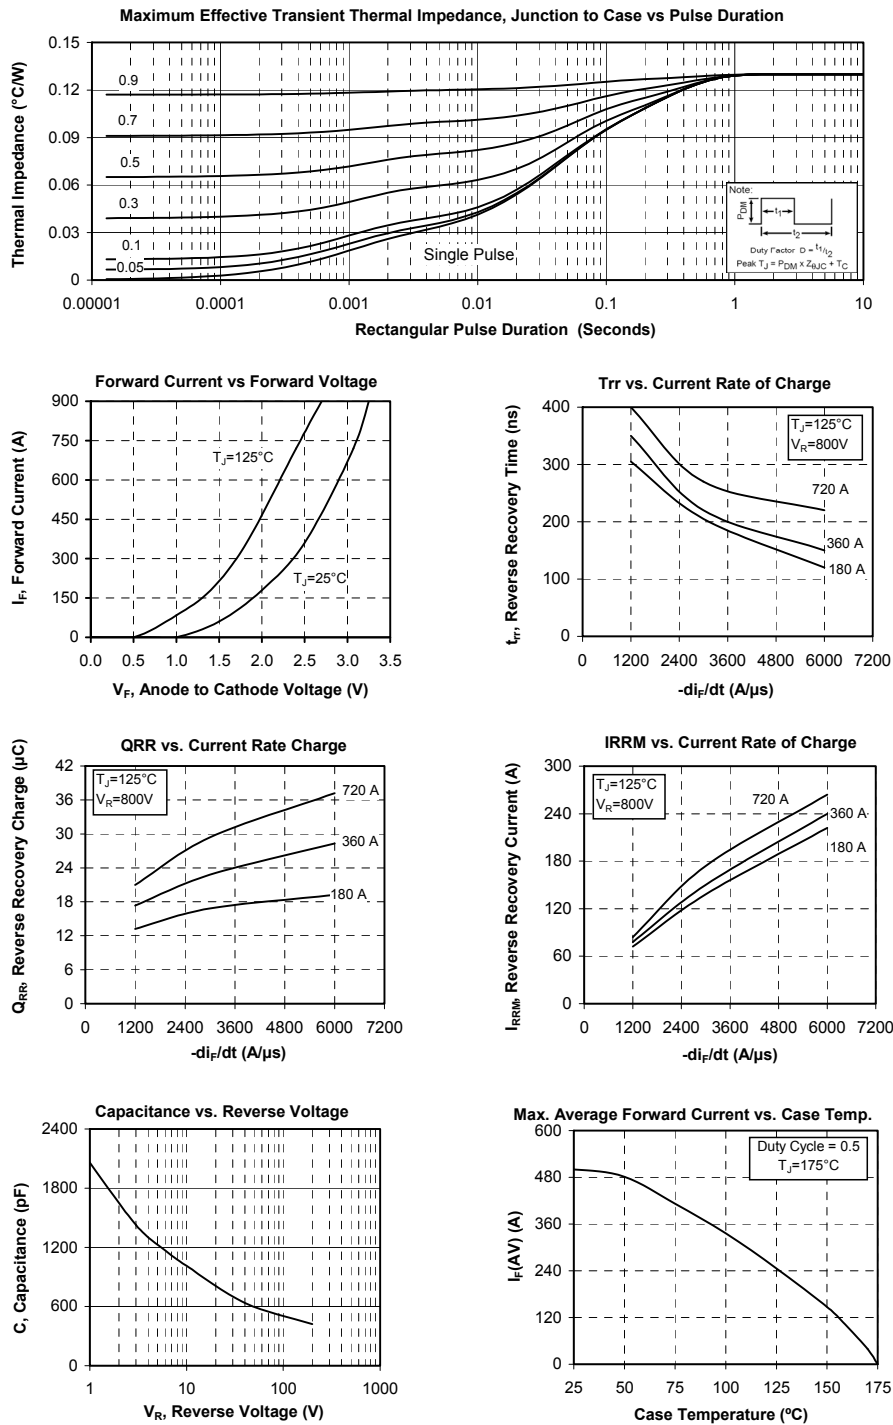 Maximum Effective Transient Thermal Impedance, Junction to Case vs Pulse Duration
Thermal Impedance (°C/W)
0.15
0.12
0.09
0.06
0.03
0
0.9
0.7
0.5
0.3
0.1
0.05
Single Pulse
Note:
PDM
t1
t2
Duty Factor D = t1/t2
Peak TJ = PDM x ZθJC + TC
0.00001 0.0001 0.001 0.01 0.1 1 10
Rectangular Pulse Duration (Seconds)
Forward Current vs Forward Voltage
IF, Forward Current (A)
900
750
600
450
300
150
0
TJ=125°C
TJ=25°C
0.0 0.5 1.0 1.5 2.0 2.5 3.0 3.5
VF, Anode to Cathode Voltage (V)
Trr vs. Current Rate of Charge
trr, Reverse Recovery Time (ns)
400
300
200
100
0
TJ=125°C
VR=800V
720 A
360 A
180 A
0 1200 2400 3600 4800 6000 7200
-diF/dt (A/µs)
QRR vs. Current Rate Charge
QRR, Reverse Recovery Charge (µC)
42
36
30
24
18
12
6
0
TJ=125°C
VR=800V
720 A
360 A
180 A
0 1200 2400 3600 4800 6000 7200
-diF/dt (A/µs)
IRRM vs. Current Rate of Charge
IRRM, Reverse Recovery Current (A)
300
240
180
120
60
0
TJ=125°C
VR=800V
720 A
360 A
180 A
0 1200 2400 3600 4800 6000 7200
-diF/dt (A/µs)
Capacitance vs. Reverse Voltage
C, Capacitance (pF)
2400
1800
1200
600
0
1 10 100 1000
VR, Reverse Voltage (V)
Max. Average Forward Current vs. Case Temp.
IF(AV) (A)
600
480
360
240
120
0
Duty Cycle = 0.5
TJ=175°C
25 50 75 100 125 150 175
Case Temperature (ºC)